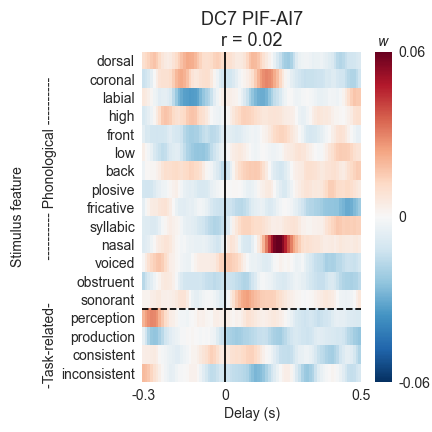 DC7 PIF-AI7
r = 0.02
w
dorsal
coronal
labial
high
front
low
back
plosive
fricative
syllabic
nasal
voiced
obstruent
sonorant
perception
production
consistent
inconsistent
Stimulus feature
-Task-related- ---------- Phonological ----------
0.06
0
-0.06
-0.3 0 0.5
Delay (s)